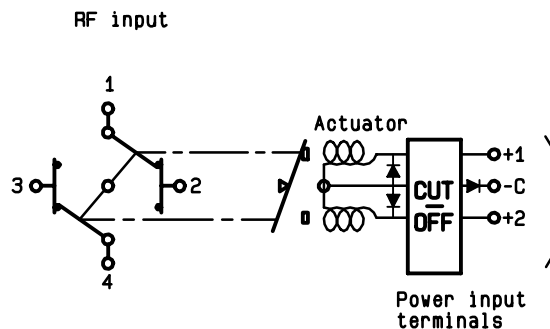 RF input
1
Actuator
+1
3
2
CUT
-C
OFF
+2
4
Power input
terminals